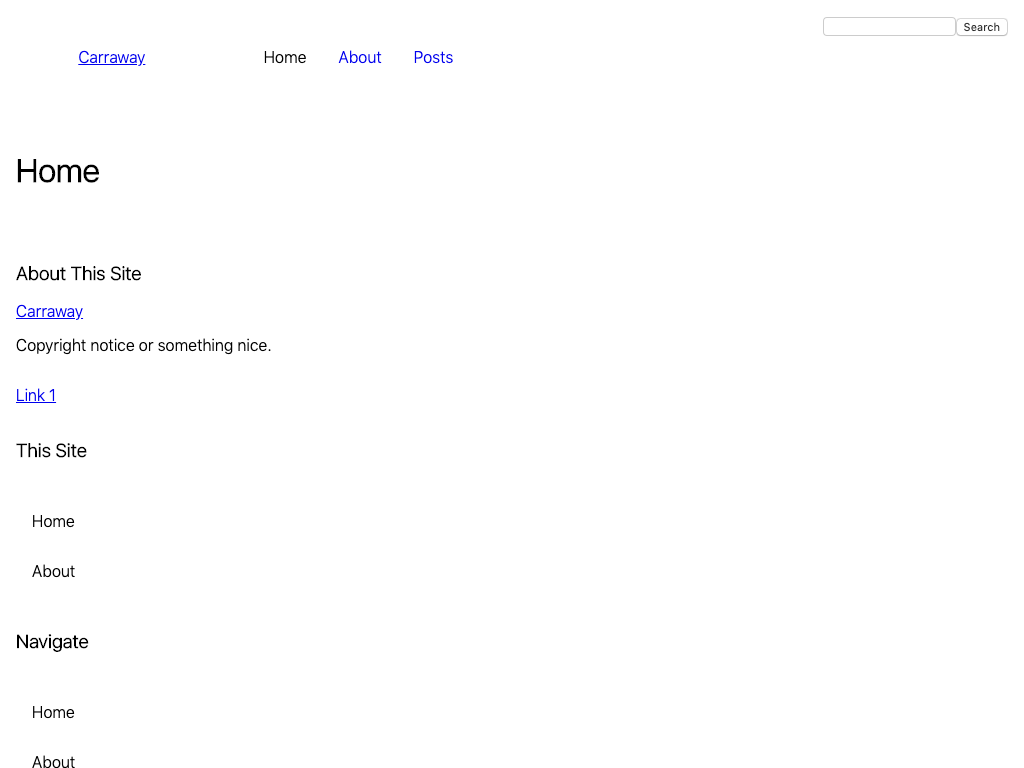 Search
Carraway Home About Posts
Home
About This Site
Carraway
Copyright notice or something nice.
Link 1
This Site
Home
About
Navigate
Home
About